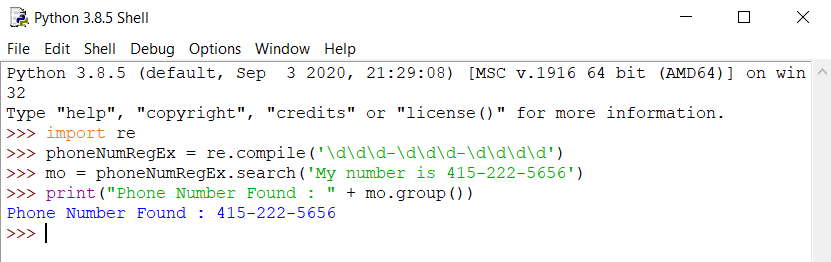 Python 3.8.5 Shell
File Edit Shell Debug Options Window Help
Python 3.8.5 (default, Sep  3 2020, 21:29:08) [MSC v.1916 64 bit (AMD64)] on win
32
Type "help", "copyright", "credits" or "license()" for more information.
>>> import re
>>> phoneNumRegEx = re.compile('\d\d\d-\d\d\d-\d\d\d\d')
>>> mo = phoneNumRegEx.search('My number is 415-222-5656')
>>> print("Phone Number Found : " + mo.group())
Phone Number Found : 415-222-5656
>>>